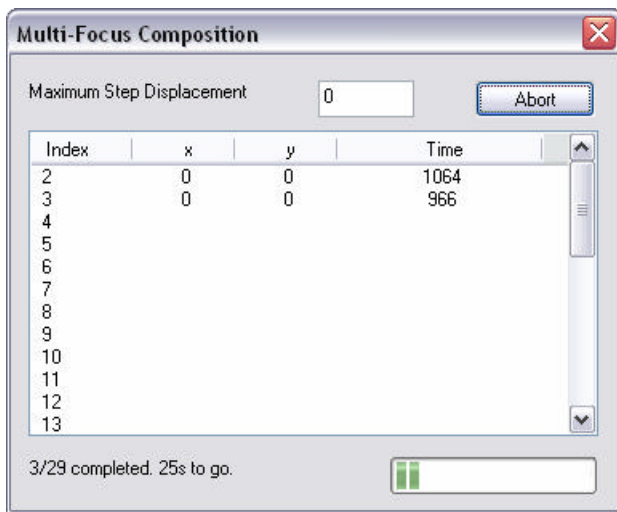 Multi-Focus Composition
Maximum Step Displacement 0 Abort
Index x y Time
2 0 0 1064
3 0 0 966
4
5
6
7
8
9
10
11
12
13
3/29 completed. 25s to go.